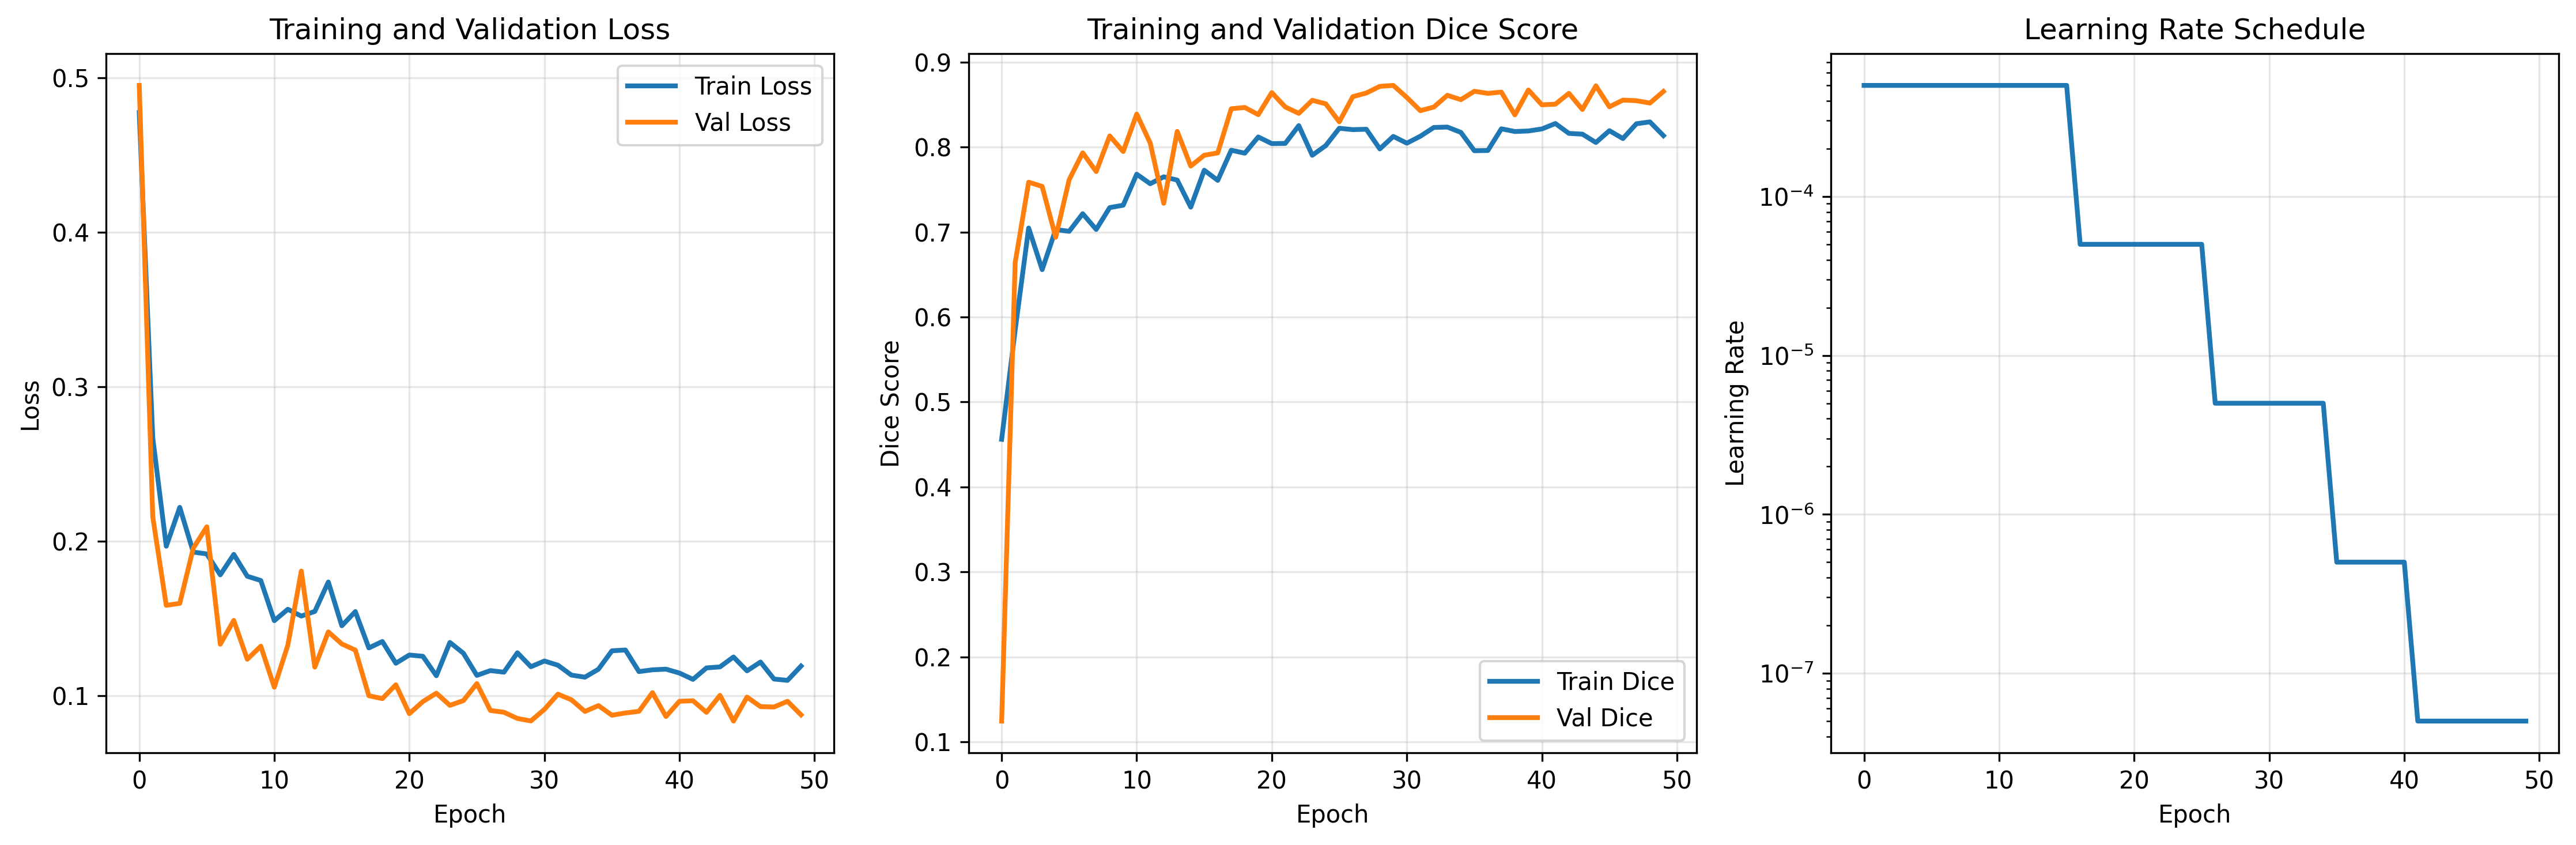 Training and Validation Loss
0.5
0.4
0.3
0.2
0.1
Loss
Train Loss
Val Loss
0 10 20 30 40 50
Epoch
Training and Validation Dice Score
0.9
0.8
0.7
0.6
0.5
0.4
0.3
0.2
0.1
Dice Score
Train Dice
Val Dice
0 10 20 30 40 50
Epoch
Learning Rate Schedule
10⁻⁴
10⁻⁵
10⁻⁶
10⁻⁷
Learning Rate
0 10 20 30 40 50
Epoch